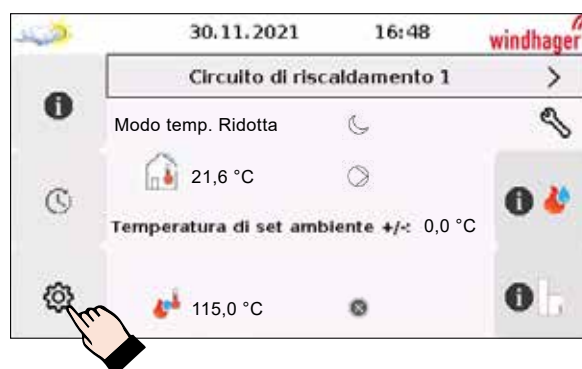 30.11.2021 16:48 windhager
Circuito di riscaldamento 1 >
Modo temp. Ridotta
21,6 °C
Temperatura di set ambiente +/-: 0,0 °C
115,0 °C